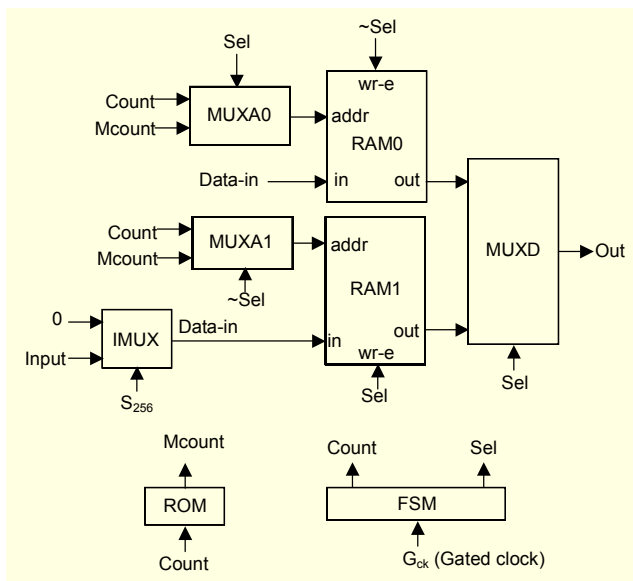 Sel
~Sel
Count
Mcount
MUXA0
wr-e
addr
RAM0
Data-in
in
out
Count
Mcount
MUXA1
~Sel
addr
RAM1
out
in
wr-e
Sel
MUXD
Out
Sel
0
Input
IMUX
Data-in
S256
Mcount
ROM
Count
Count
Sel
FSM
Gck (Gated clock)